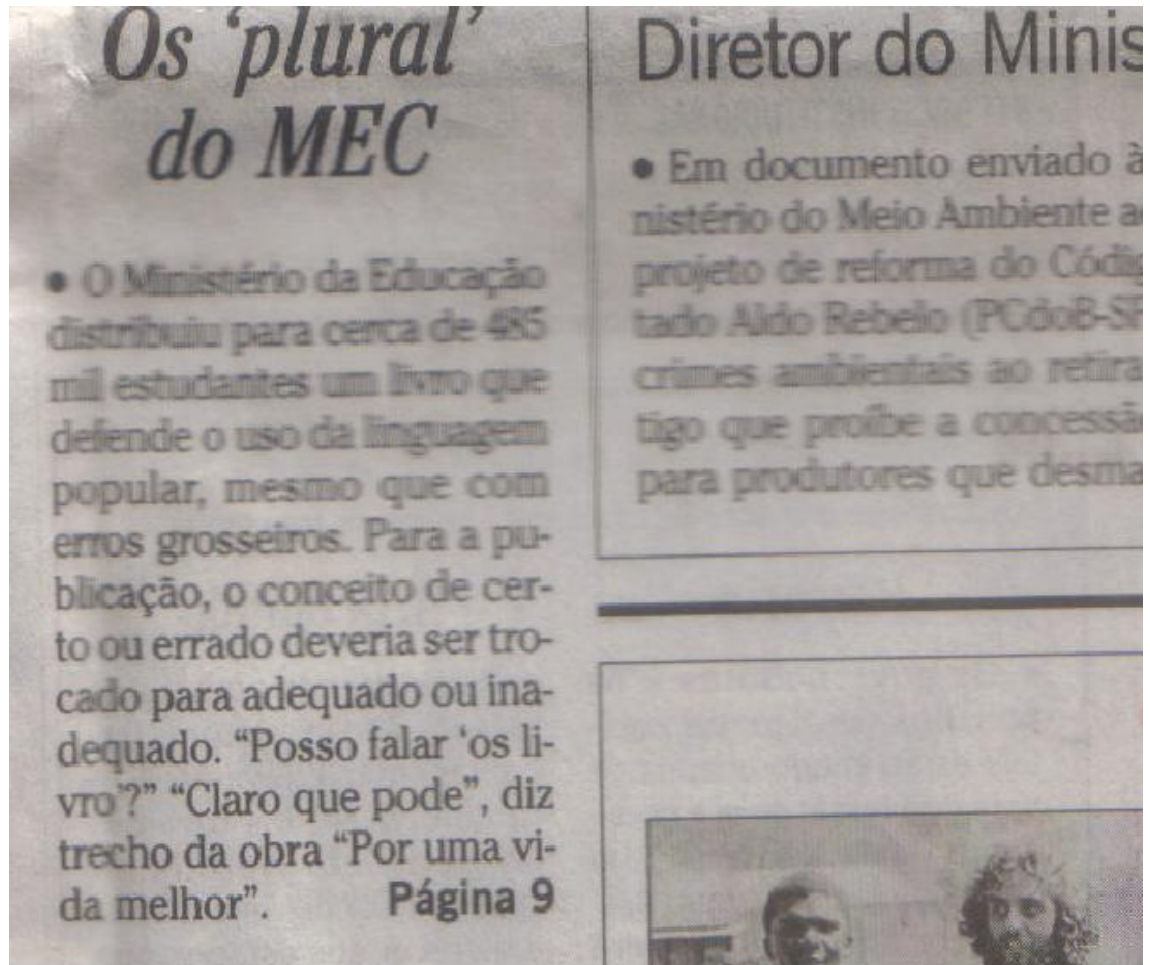 Os ‘plural’
do MEC
• O Ministério da Educação
distribuiu para cerca de 485
mil estudantes um livro que
defende o uso da linguagem
popular, mesmo que com
erros grosseiros. Para a pu-
blicação, o conceito de cer-
to ou errado deveria ser tro-
cado para adequado ou ina-
dequado. “Posso falar ‘os li-
vro’?” “Claro que pode”, diz
trecho da obra “Por uma vi-
da melhor”. Página 9
Diretor do Minis
• Em documento enviado à
nistério do Meio Ambiente ac
projeto de reforma do Códig
tado Aldo Rebelo (PCdoB-SP
crimes ambientais ao retira
tigo que proíbe a concessão
para produtores que desma